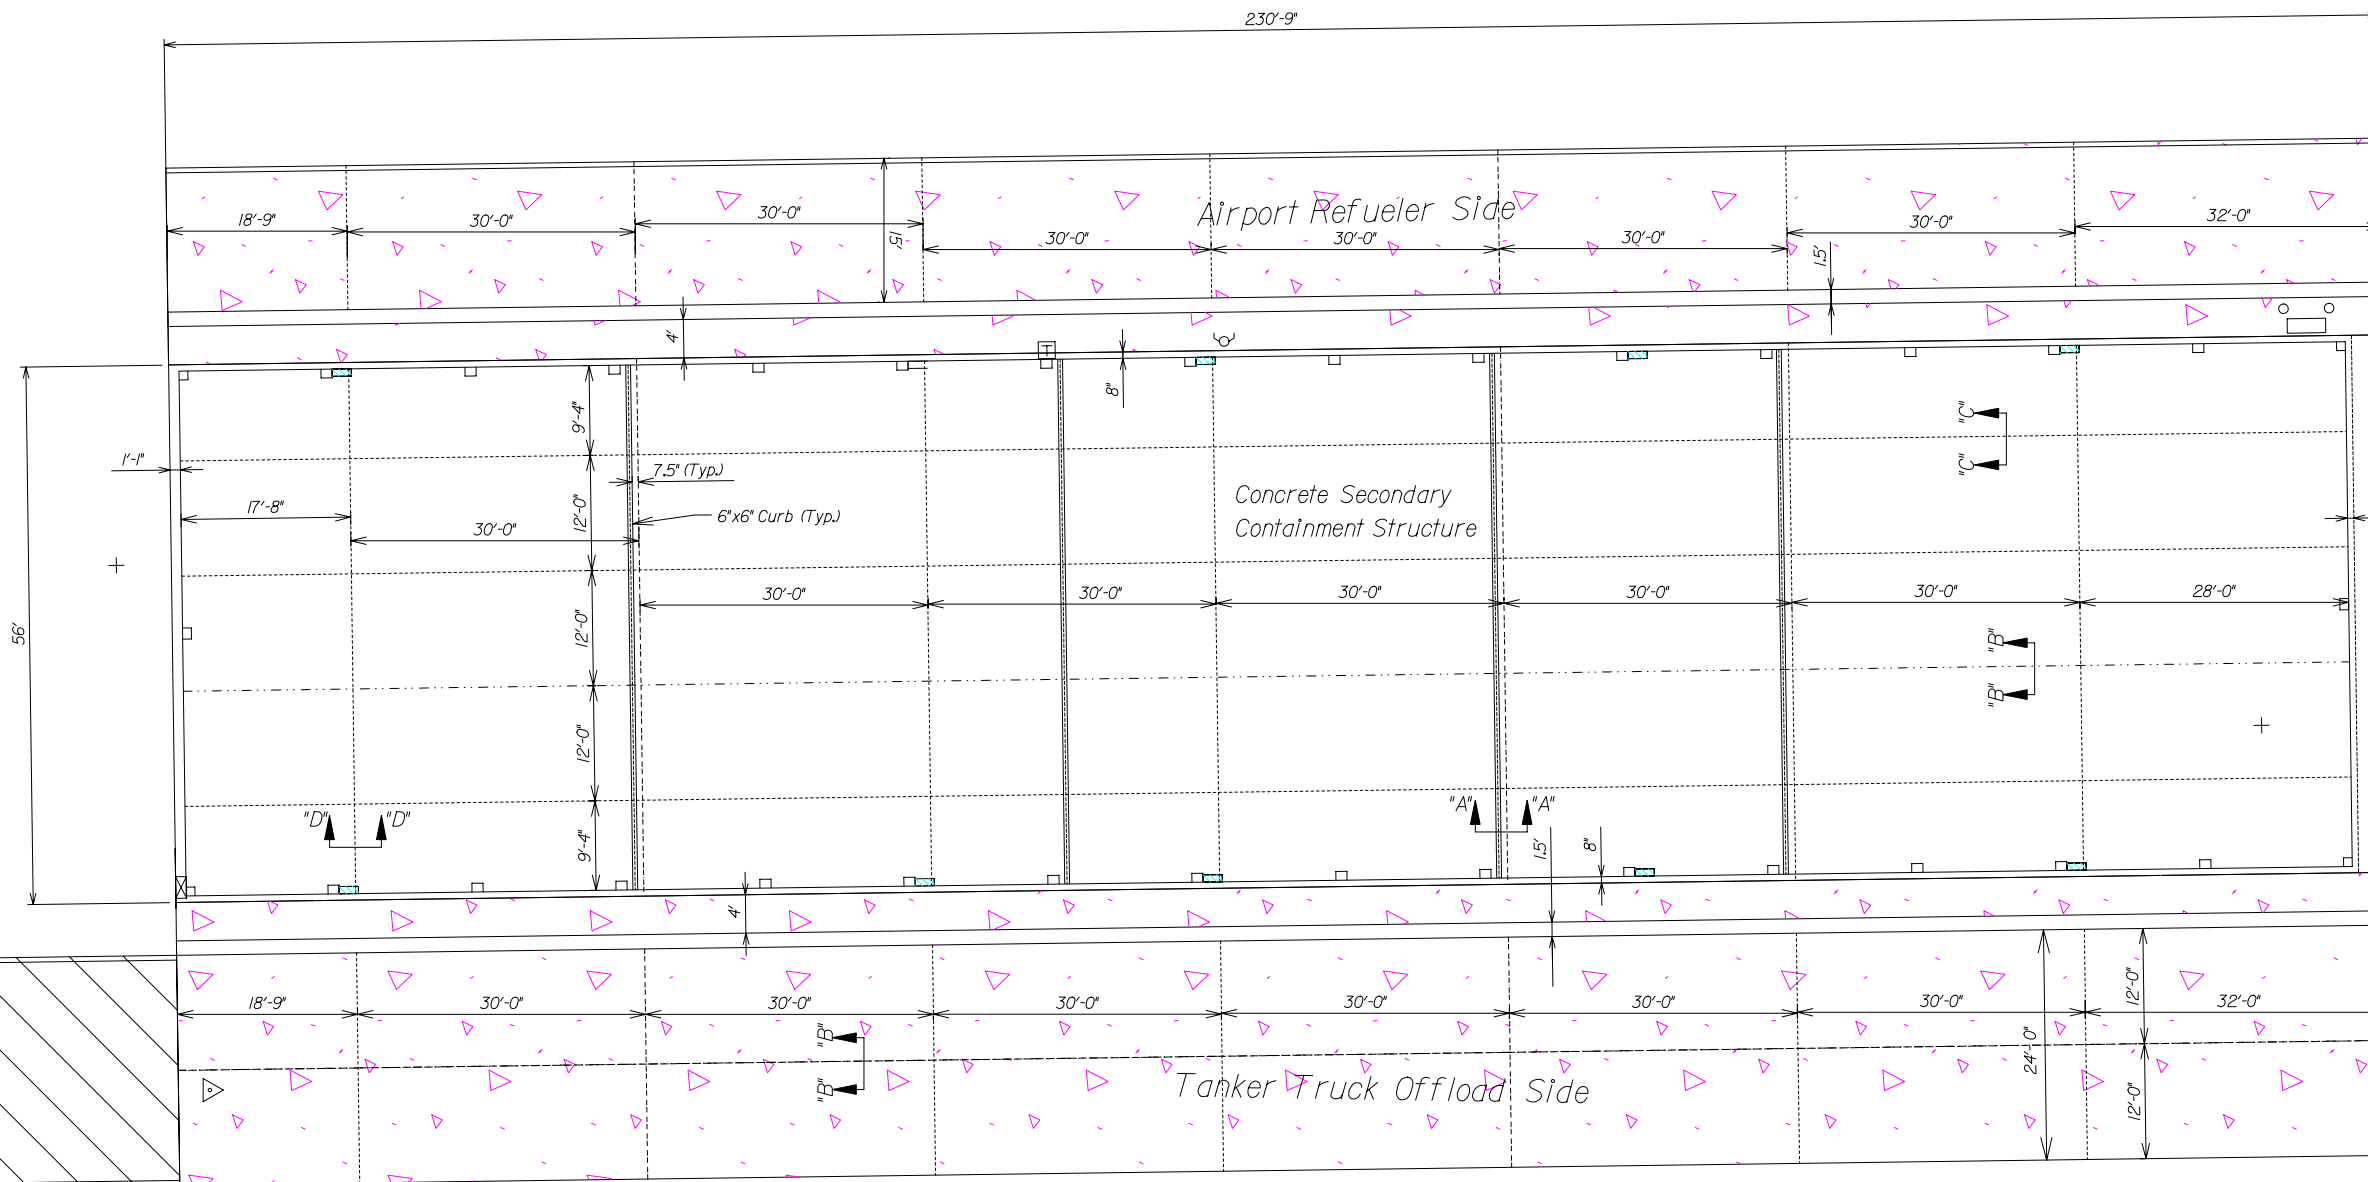 230'-9"
Airport Refueler Side
18'-9"
30'-0"
30'-0"
15'
30'-0"
30'-0"
30'-0"
30'-0"
32'-0"
1.5'
4'
8"
56'
1'-1"
17'-8"
30'-0"
9'-4"
12'-0"
12'-0"
12'-0"
9'-4"
7.5" (Typ.)
6"x6" Curb (Typ.)
Concrete Secondary
Containment Structure
"C"
"C"
30'-0"
30'-0"
30'-0"
30'-0"
30'-0"
28'-0"
"B"
"B"
"D"
"D"
"A"
"A"
1.5'
8"
4'
18'-9"
30'-0"
30'-0"
30'-0"
30'-0"
30'-0"
30'-0"
32'-0"
12'-0"
24'-0"
12'-0"
"B"
"B"
Tanker Truck Offload Side
T